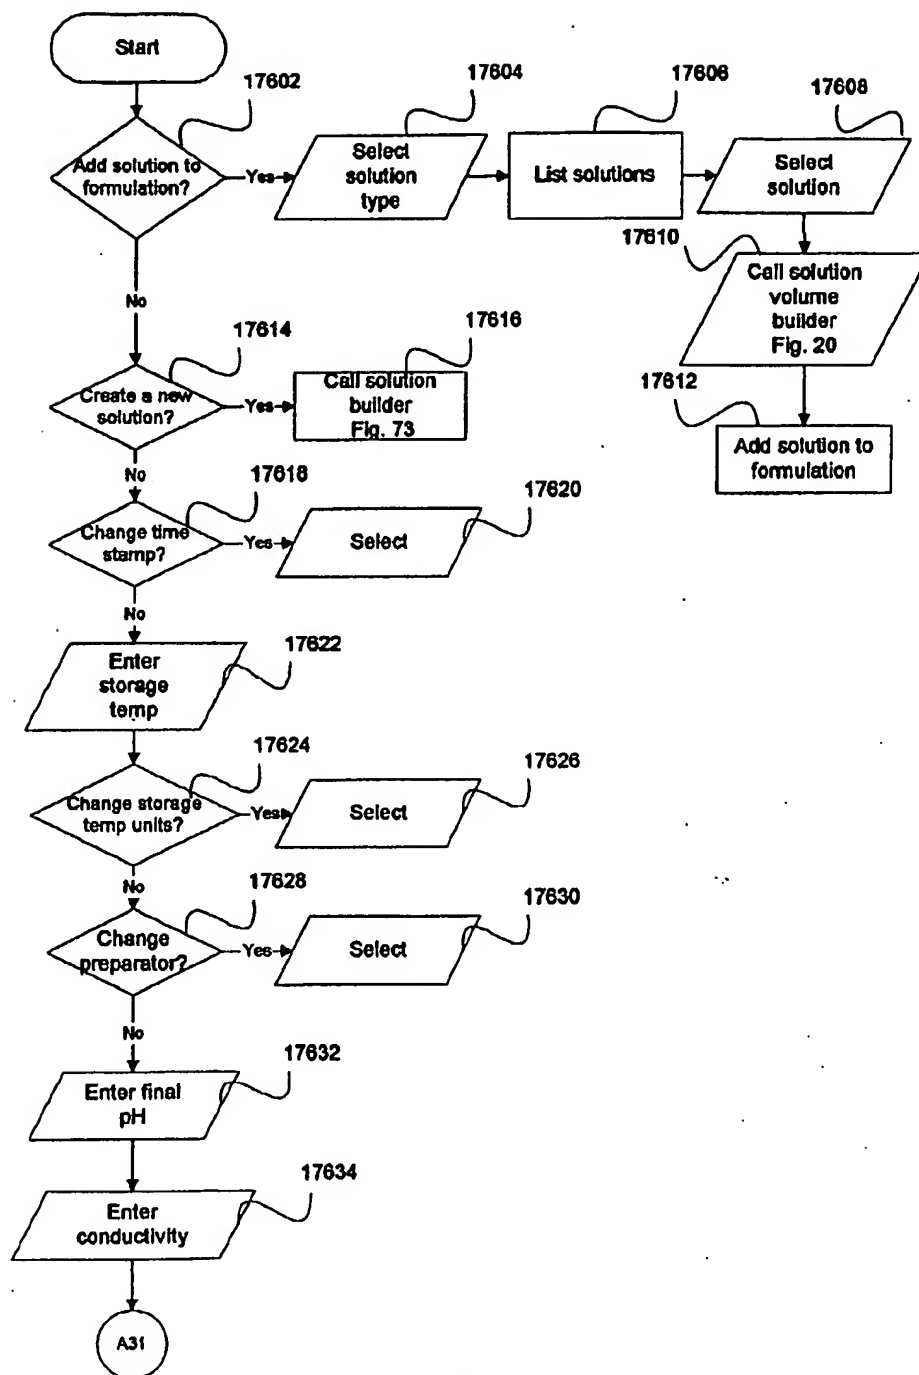 Start
17602
Add solution to
formulation?
Yes
17604
Select
solution
type
17606
List solutions
17608
Select
solution
17610
Call solution
volume
builder
Fig. 20
17612
Add solution to
formulation
No
17614
Create a new
solution?
Yes
17616
Call solution
builder
Fig. 73
No
17618
Change time
stamp?
Yes
17620
Select
No
17622
Enter
storage
temp
17624
Change storage
temp units?
Yes
17626
Select
No
17628
Change
preparator?
Yes
17630
Select
No
17632
Enter final
pH
17634
Enter
conductivity
A31